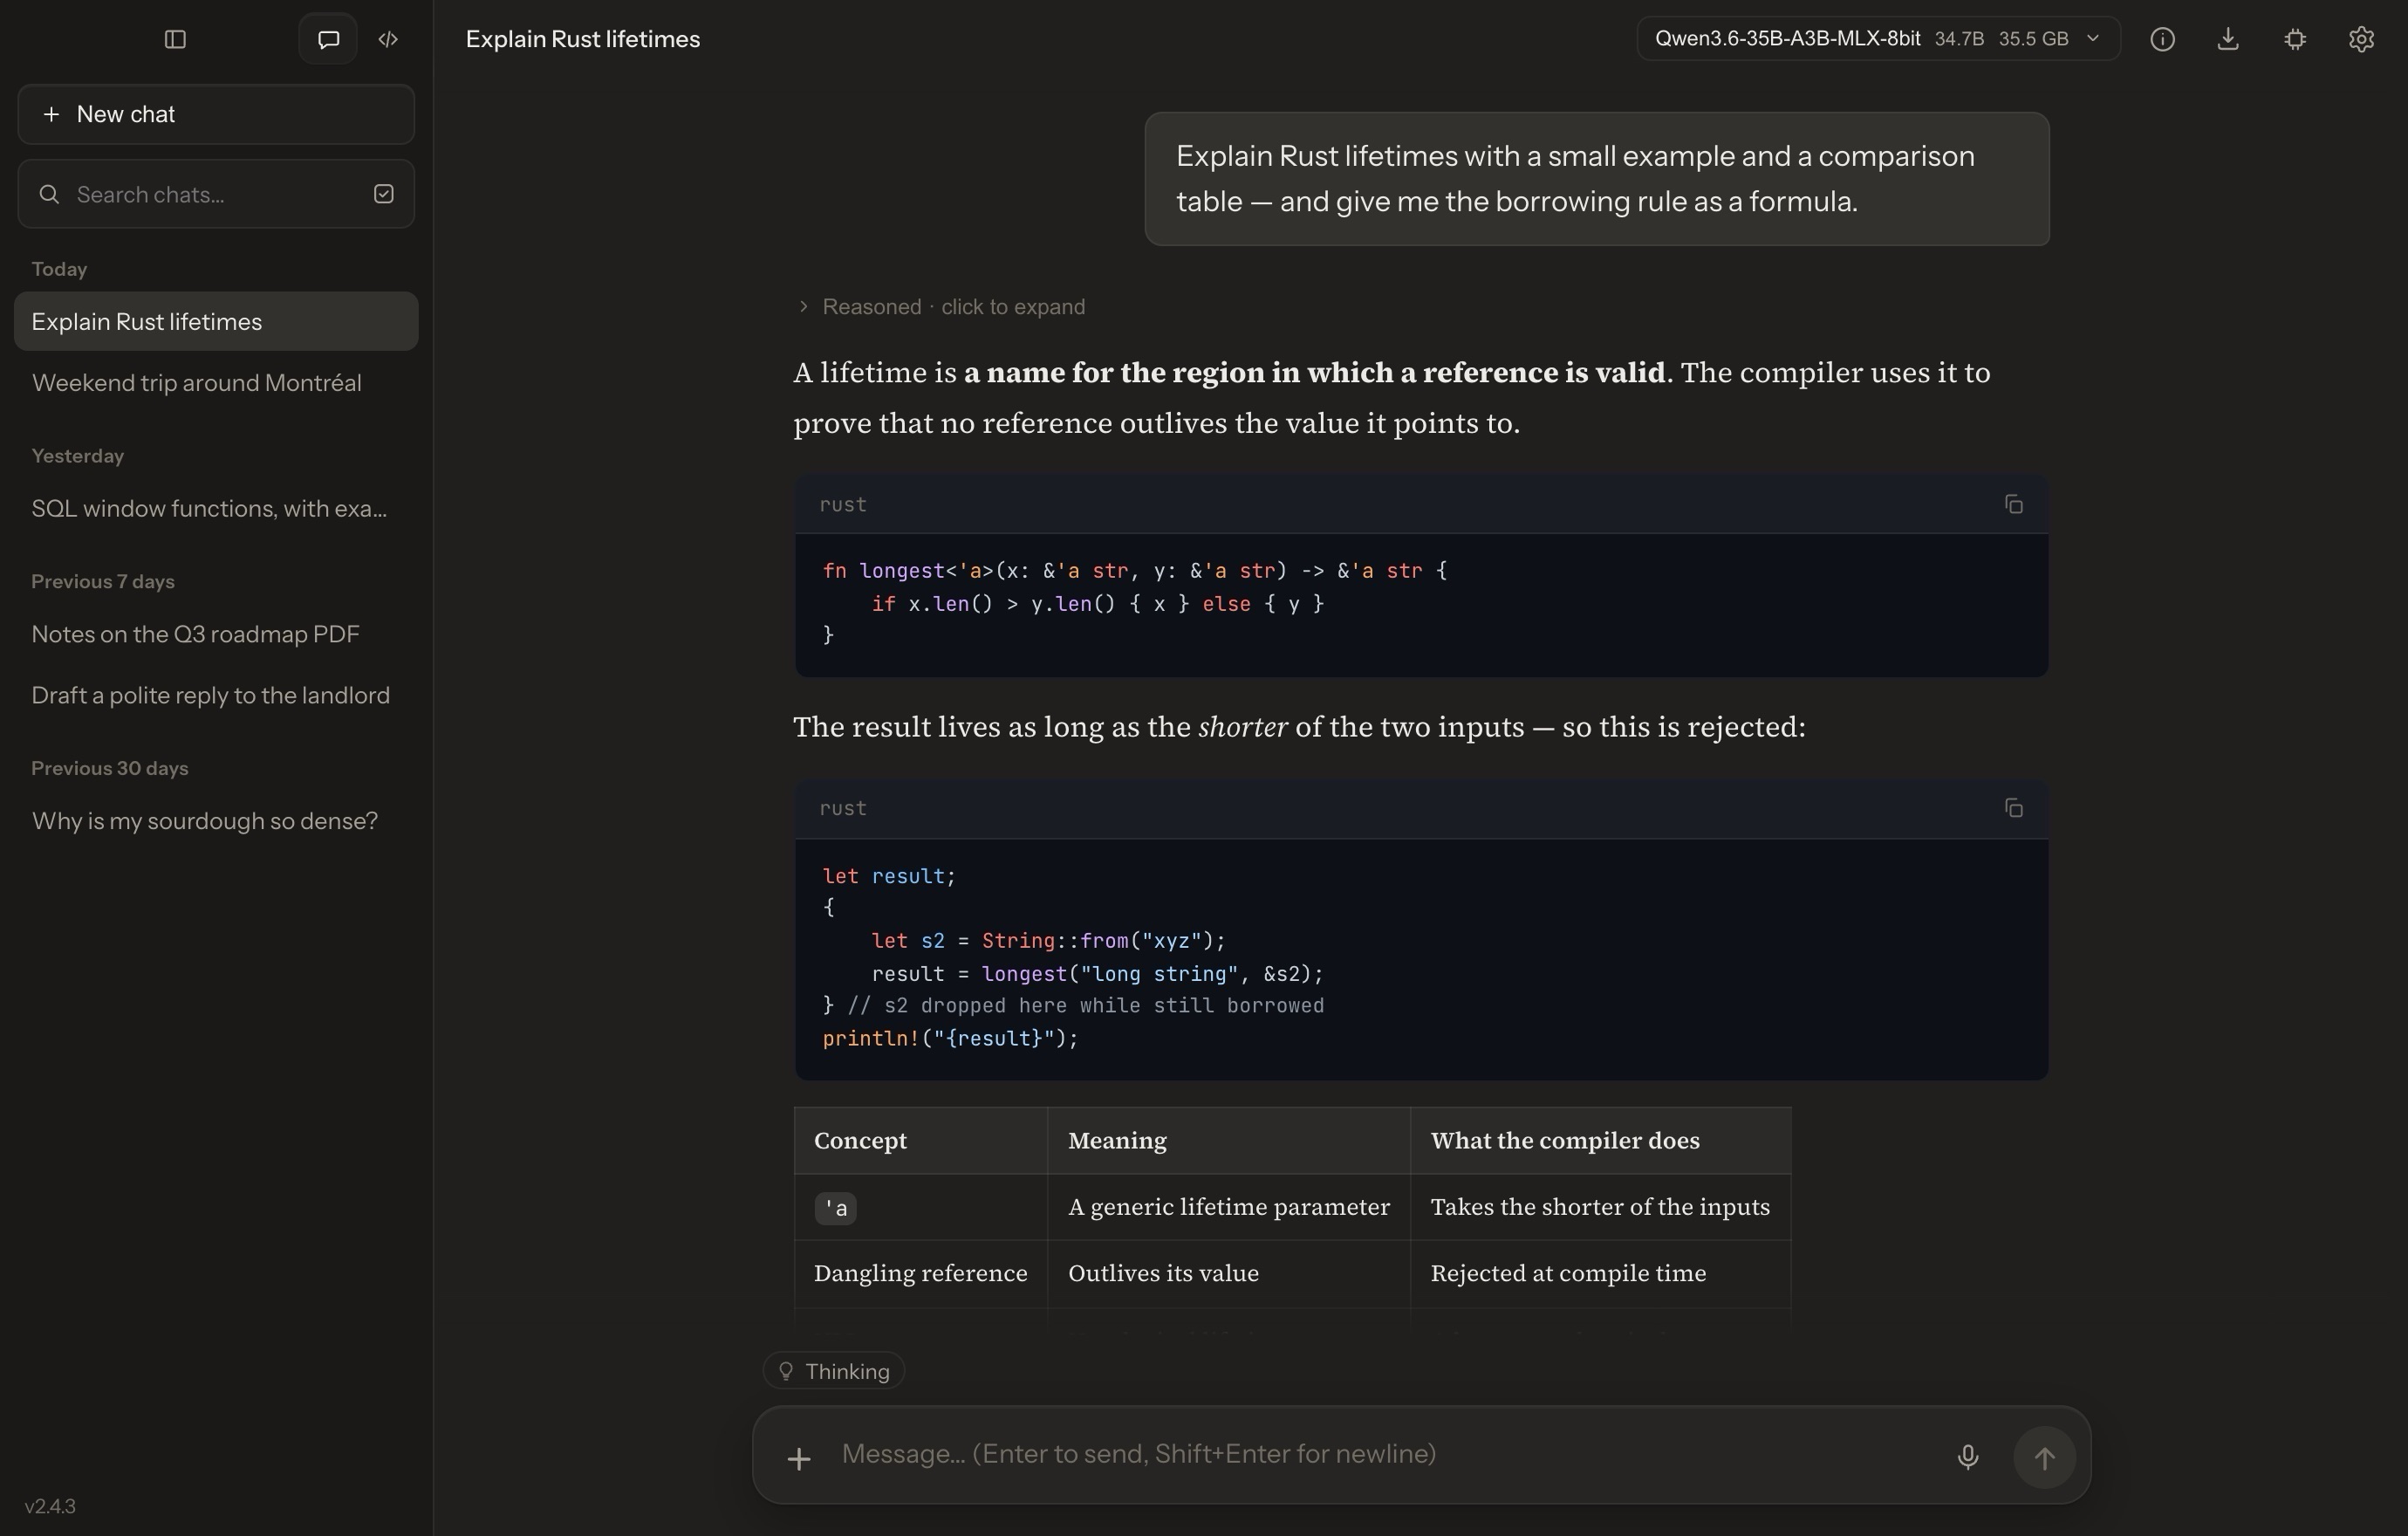 Explain Rust lifetimes
Qwen3.6-35B-A3B-MLX-8bit 34.7B 35.5 GB
New chat
Search chats...
Today
Explain Rust lifetimes
Weekend trip around Montréal
Yesterday
SQL window functions, with exa...
Previous 7 days
Notes on the Q3 roadmap PDF
Draft a polite reply to the landlord
Previous 30 days
Why is my sourdough so dense?
v2.4.3
Explain Rust lifetimes with a small example and a comparison
table — and give me the borrowing rule as a formula.
Reasoned · click to expand
A lifetime is a name for the region in which a reference is valid. The compiler uses it to
prove that no reference outlives the value it points to.
rust
fn longest<'a>(x: &'a str, y: &'a str) -> &'a str {
    if x.len() > y.len() { x } else { y }
}
The result lives as long as the shorter of the two inputs — so this is rejected:
rust
let result;
{
    let s2 = String::from("xyz");
    result = longest("long string", &s2);
} // s2 dropped here while still borrowed
println!("{result}");
Concept Meaning What the compiler does
'a A generic lifetime parameter Takes the shorter of the inputs
Dangling reference Outlives its value Rejected at compile time
Thinking
Message... (Enter to send, Shift+Enter for newline)